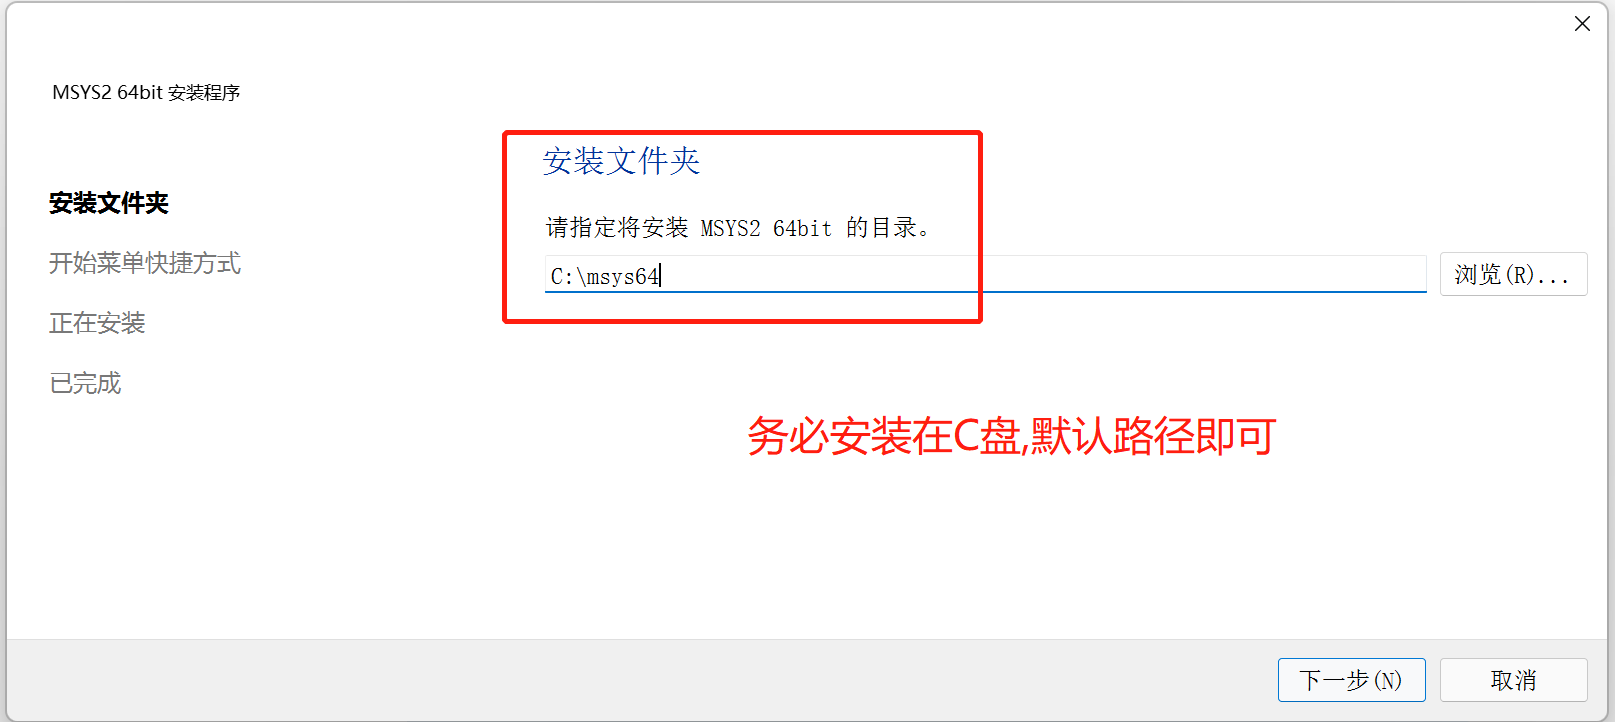 MSYS2 64bit 安装程序
安装文件夹
开始菜单快捷方式
正在安装
已完成
安装文件夹
请指定将安装 MSYS2 64bit 的目录。
C:\msys64
浏览(R)...
务必安装在C盘,默认路径即可
下一步(N)
取消